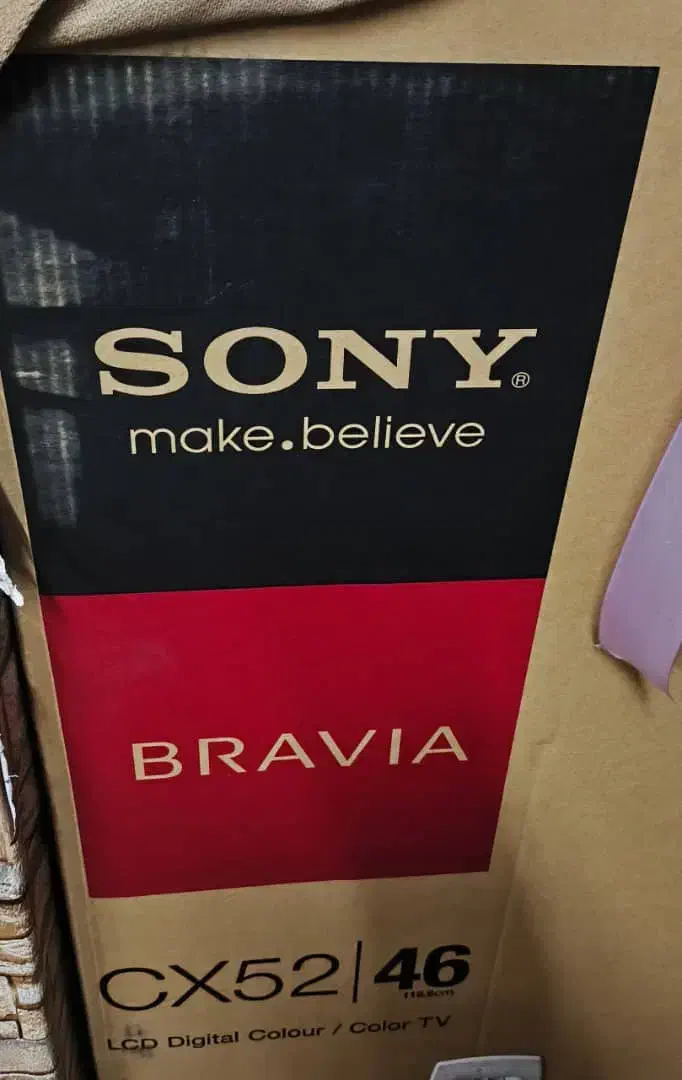 SONY®
make.believe
BRAVIA
CX52|46
LCD Digital Colour / Color TV